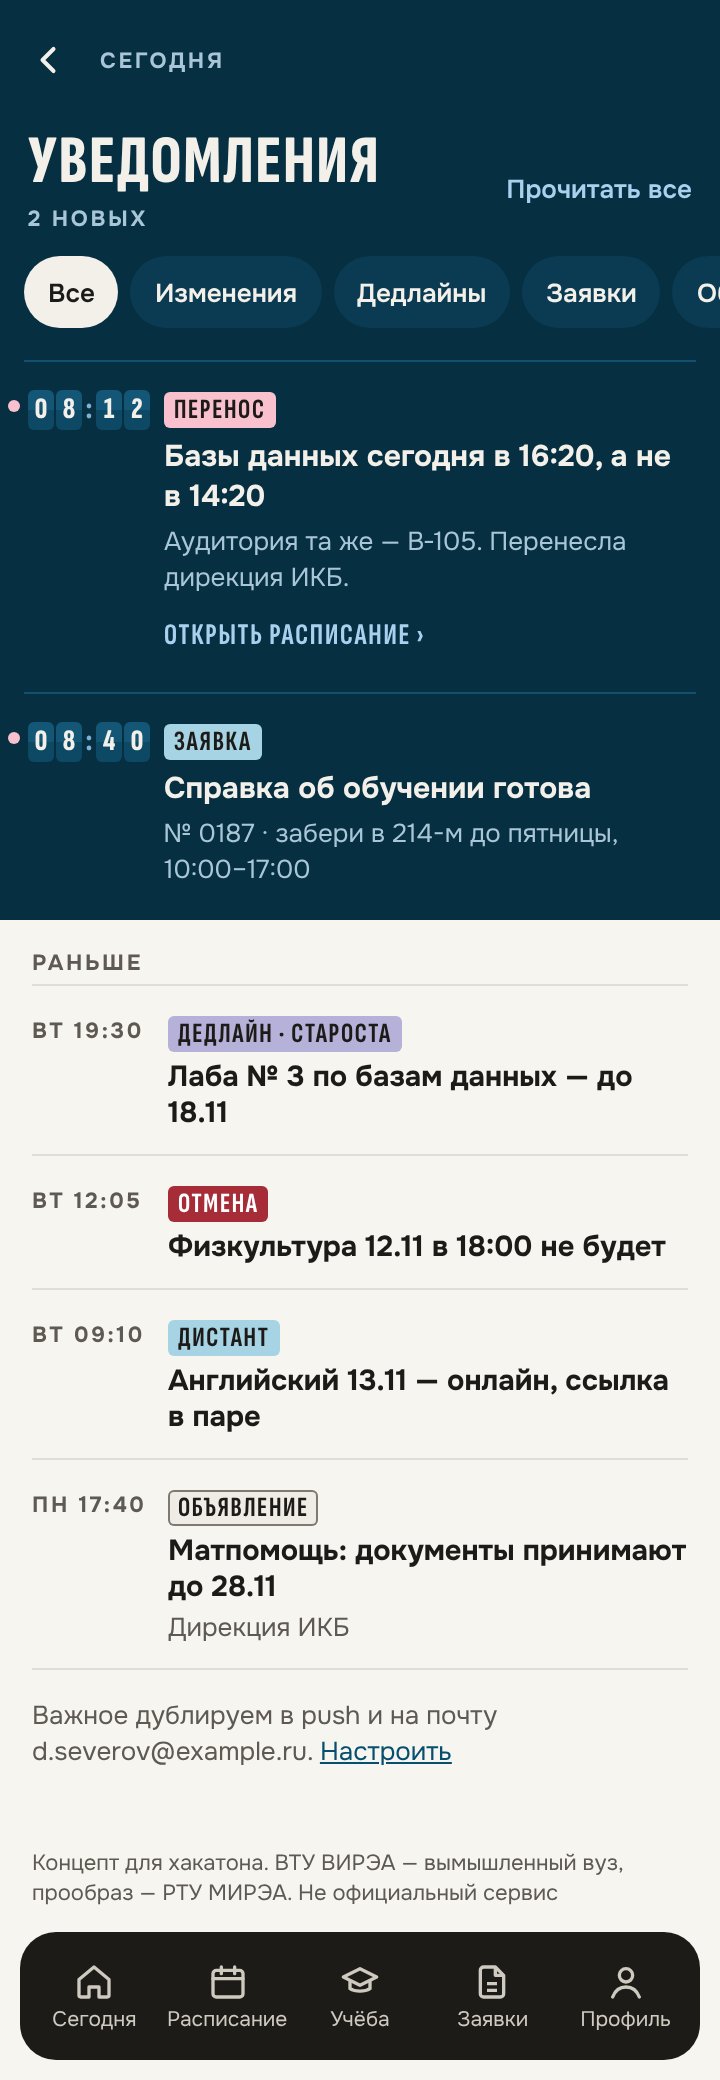 СЕГОДНЯ
УВЕДОМЛЕНИЯ
Прочитать все
2 НОВЫХ
Все
Изменения
Дедлайны
Заявки
08:12
ПЕРЕНОС
Базы данных сегодня в 16:20, а не
в 14:20
Аудитория та же — В-105. Перенесла
дирекция ИКБ.
ОТКРЫТЬ РАСПИСАНИЕ ›
08:40
ЗАЯВКА
Справка об обучении готова
№ 0187 · забери в 214-м до пятницы,
10:00–17:00
РАНЬШЕ
ВТ 19:30
ДЕДЛАЙН · СТАРОСТА
Лаба № 3 по базам данных — до
18.11
ВТ 12:05
ОТМЕНА
Физкультура 12.11 в 18:00 не будет
ВТ 09:10
ДИСТАНТ
Английский 13.11 — онлайн, ссылка
в паре
ПН 17:40
ОБЪЯВЛЕНИЕ
Матпомощь: документы принимают
до 28.11
Дирекция ИКБ
Важное дублируем в push и на почту
d.severov@example.ru. Настроить
Концепт для хакатона. ВТУ ВИРЭА — вымышленный вуз,
прообраз — РТУ МИРЭА. Не официальный сервис
Сегодня
Расписание
Учёба
Заявки
Профиль